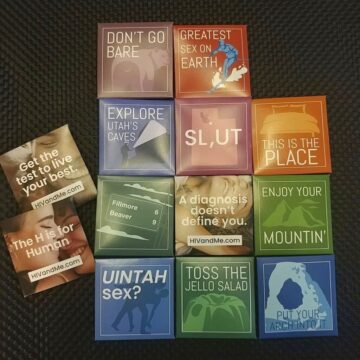 DON'T GO
BARE
GREATEST
SEX ON
EARTH
EXPLORE
UTAH'S
CAVES
SL,UT
THIS IS THE
PLACE
Get the
test to live
your best.
HIVandMe.com
The H is for
Human
HIVandMe.com
Fillmore 6
Beaver 9
A diagnosis
doesn't
define you.
HIVandMe.com
ENJOY YOUR
MOUNTIN'
UINTAH
sex?
TOSS THE
JELLO SALAD
PUT YOUR
ARCH INTO IT